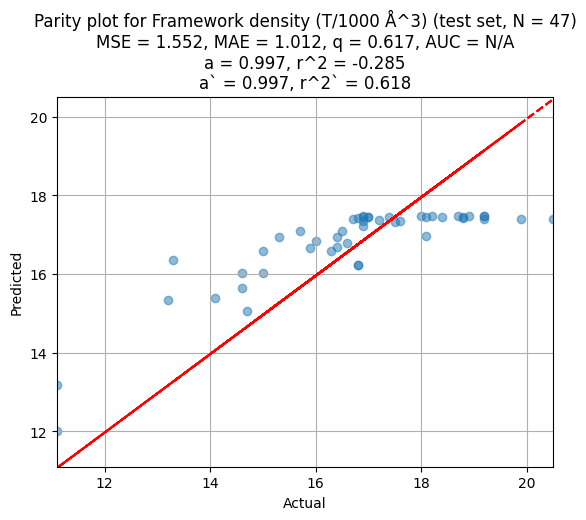 Parity plot for Framework density (T/1000 Å^3) (test set, N = 47)
MSE = 1.552, MAE = 1.012, q = 0.617, AUC = N/A
a = 0.997, r^2 = -0.285
a` = 0.997, r^2` = 0.618
20
18
16
14
12
Predicted
12 14 16 18 20
Actual